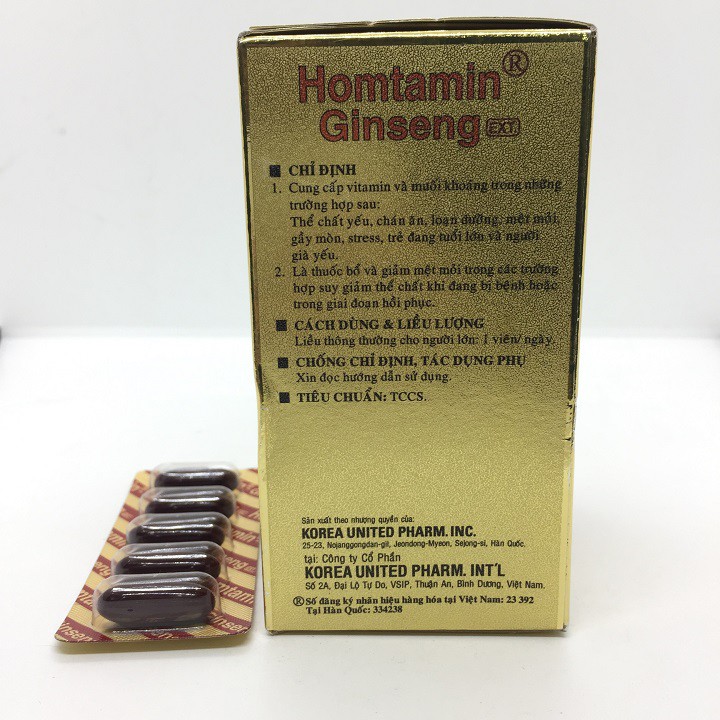 Homtamin®
Ginseng EXT.
■ CHỈ ĐỊNH
1. Cung cấp vitamin và muối khoáng trong những
trường hợp sau:
Thể chất yếu, chán ăn, loạn dưỡng, mệt mỏi,
gầy mòn, stress, trẻ đang tuổi lớn và người
già yếu.
2. Là thuốc bổ và giảm mệt mỏi trong các trường
hợp suy giảm thể chất khi đang bị bệnh hoặc
trong giai đoạn hồi phục.
■ CÁCH DÙNG & LIỀU LƯỢNG
Liều thông thường cho người lớn: 1 viên/ ngày.
■ CHỐNG CHỈ ĐỊNH, TÁC DỤNG PHỤ
Xin đọc hướng dẫn sử dụng.
■ TIÊU CHUẨN: TCCS.
Sản xuất theo nhượng quyền của:
KOREA UNITED PHARM. INC.
25-23, Nojanggongdan-gil, Jeondong-Myeon, Sejong-si, Hàn Quốc.
tại: Công ty Cổ Phần
KOREA UNITED PHARM. INT'L
Số 2A, Đại Lộ Tự Do, VSIP, Thuận An, Bình Dương, Việt Nam.
® Số đăng ký nhãn hiệu hàng hóa tại Việt Nam: 23 392
Tại Hàn Quốc: 334238
Homtamin
Ginseng